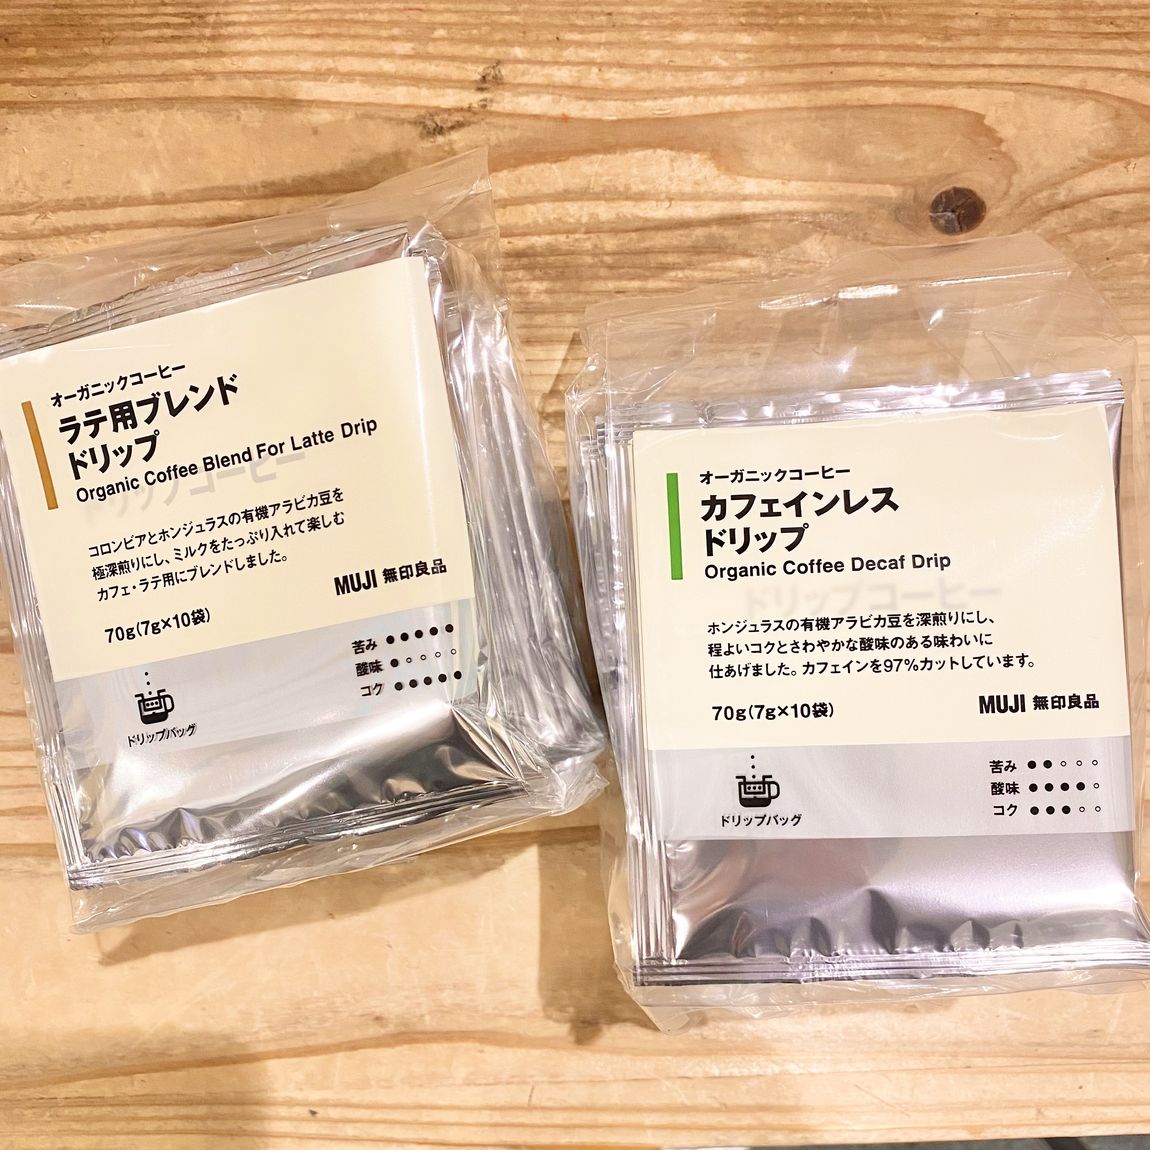 オーガニックコーヒー
ラテ用ブレンド
ドリップ
Organic Coffee Blend For Latte Drip
コロンビアとホンジュラスの有機アラビカ豆を
極深煎りにし、ミルクをたっぷり入れて楽しむ
カフェ・ラテ用にブレンドしました。
MUJI 無印良品
70g(7g×10袋)
苦み ●●●●●
酸味 ●○○○○
コク ●●●●●
ドリップバッグ
オーガニックコーヒー
カフェインレス
ドリップ
Organic Coffee Decaf Drip
ドリップコーヒー
ホンジュラスの有機アラビカ豆を深煎りにし、
程よいコクとさわやかな酸味のある味わいに
仕あげました。カフェインを97%カットしています。
70g(7g×10袋)
MUJI 無印良品
苦み ●●○○○
酸味 ●●●●○
コク ●●●○○
ドリップバッグ